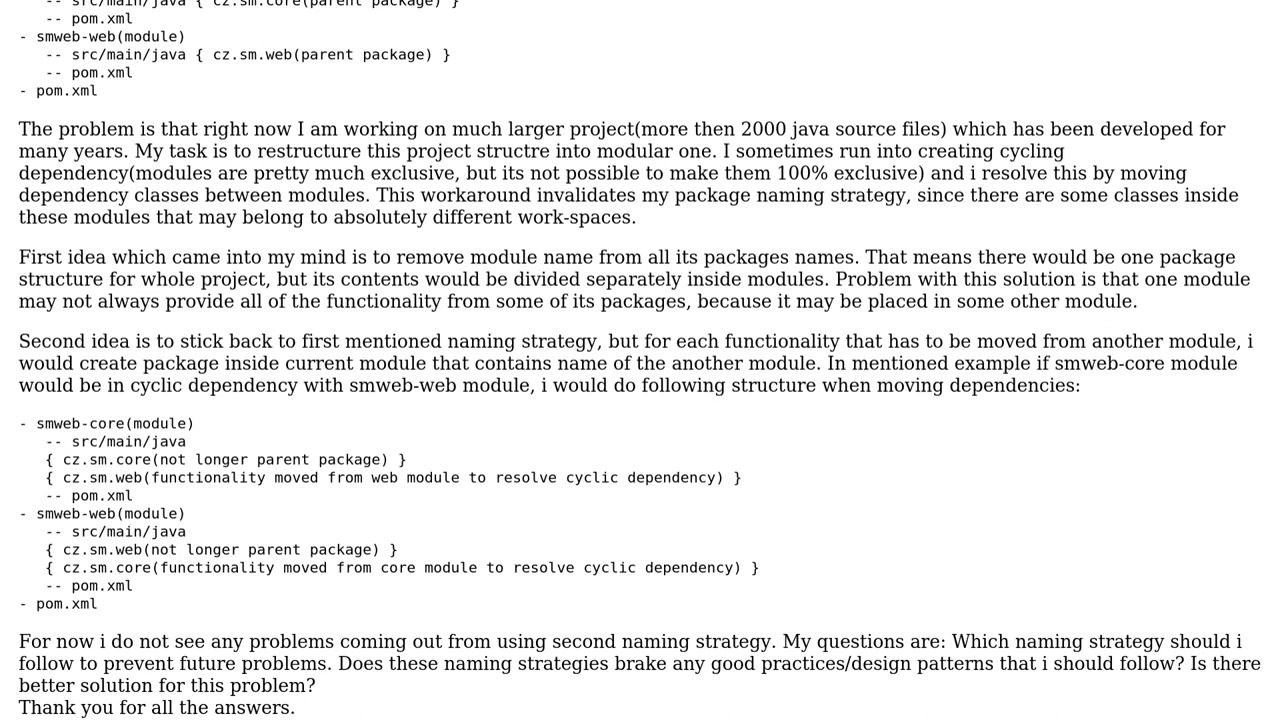 -- src/main/java { cz.sm.core(parent package) }
-- pom.xml
- smweb-web(module)
-- src/main/java { cz.sm.web(parent package) }
-- pom.xml
- pom.xml
The problem is that right now I am working on much larger project(more then 2000 java source files) which has been developed for
many years. My task is to restructure this project structre into modular one. I sometimes run into creating cycling
dependency(modules are pretty much exclusive, but its not possible to make them 100% exclusive) and i resolve this by moving
dependency classes between modules. This workaround invalidates my package naming strategy, since there are some classes inside
these modules that may belong to absolutely different work-spaces.
First idea which came into my mind is to remove module name from all its packages names. That means there would be one package
structure for whole project, but its contents would be divided separately inside modules. Problem with this solution is that one module
may not always provide all of the functionality from some of its packages, because it may be placed in some other module.
Second idea is to stick back to first mentioned naming strategy, but for each functionality that has to be moved from another module, i
would create package inside current module that contains name of the another module. In mentioned example if smweb-core module
would be in cyclic dependency with smweb-web module, i would do following structure when moving dependencies:
- smweb-core(module)
-- src/main/java
{ cz.sm.core(not longer parent package) }
{ cz.sm.web(functionality moved from web module to resolve cyclic dependency) }
-- pom.xml
- smweb-web(module)
-- src/main/java
{ cz.sm.web(not longer parent package) }
{ cz.sm.core(functionality moved from core module to resolve cyclic dependency) }
-- pom.xml
- pom.xml
For now i do not see any problems coming out from using second naming strategy. My questions are: Which naming strategy should i
follow to prevent future problems. Does these naming strategies brake any good practices/design patterns that i should follow? Is there
better solution for this problem?
Thank you for all the answers.